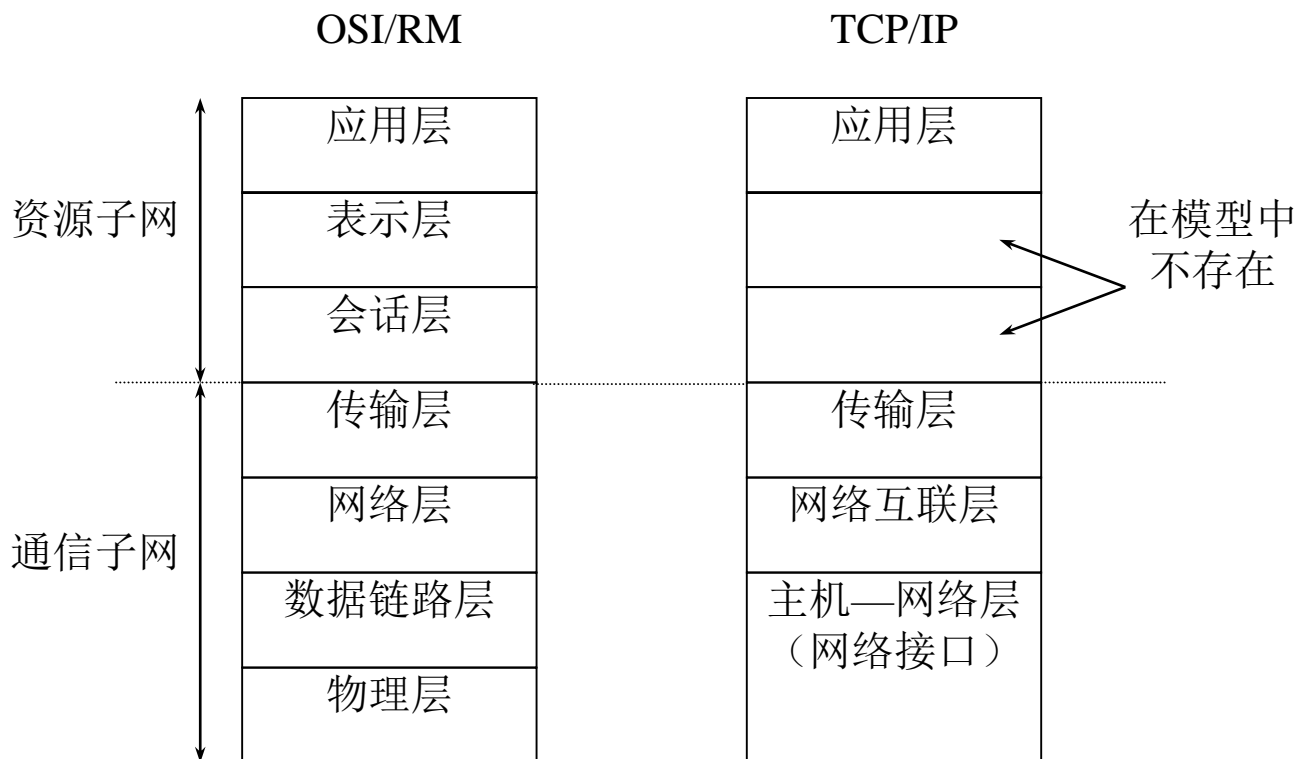 OSI/RM
TCP/IP
应用层
应用层
资源子网
表示层
在模型中
不存在
会话层
传输层
传输层
网络层
网络互联层
通信子网
数据链路层
主机—网络层
（网络接口）
物理层